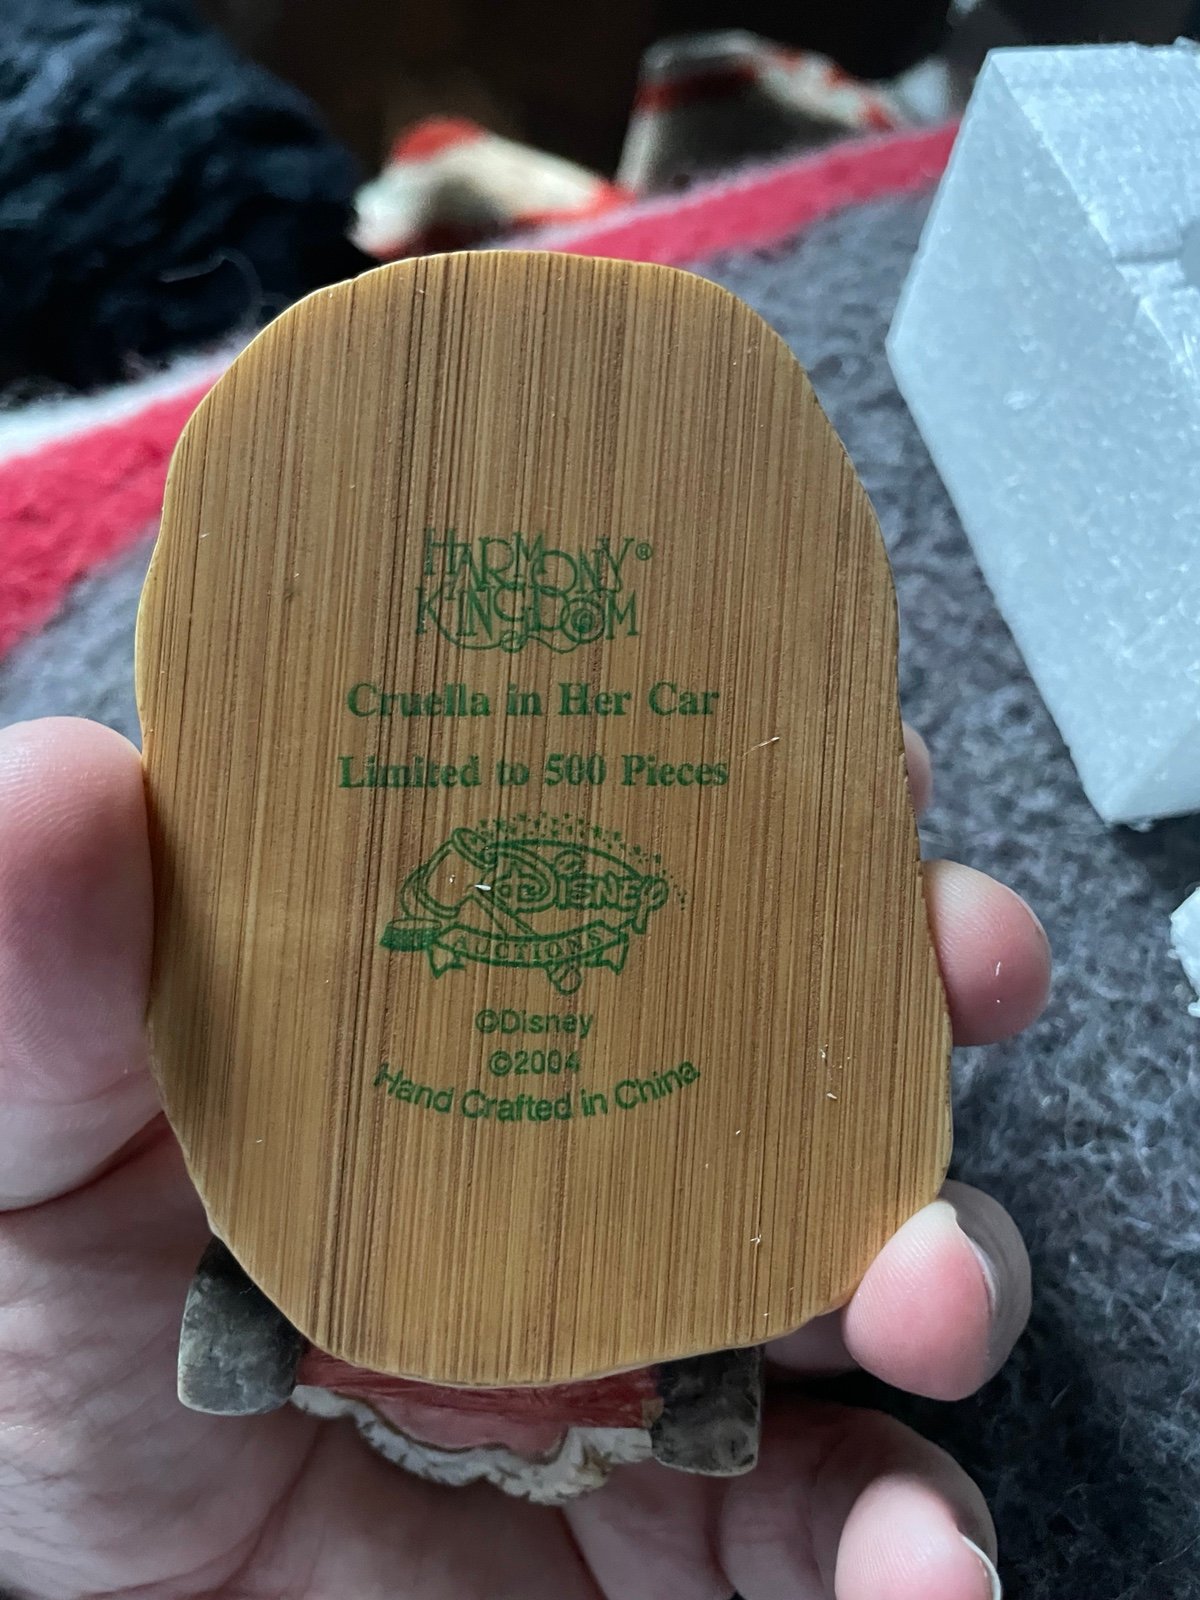 HARMONY®
KINGDOM
Cruella in Her Car
Limited to 500 Pieces
DISNEY
AUCTIONS
©Disney
©2004
Hand Crafted in China